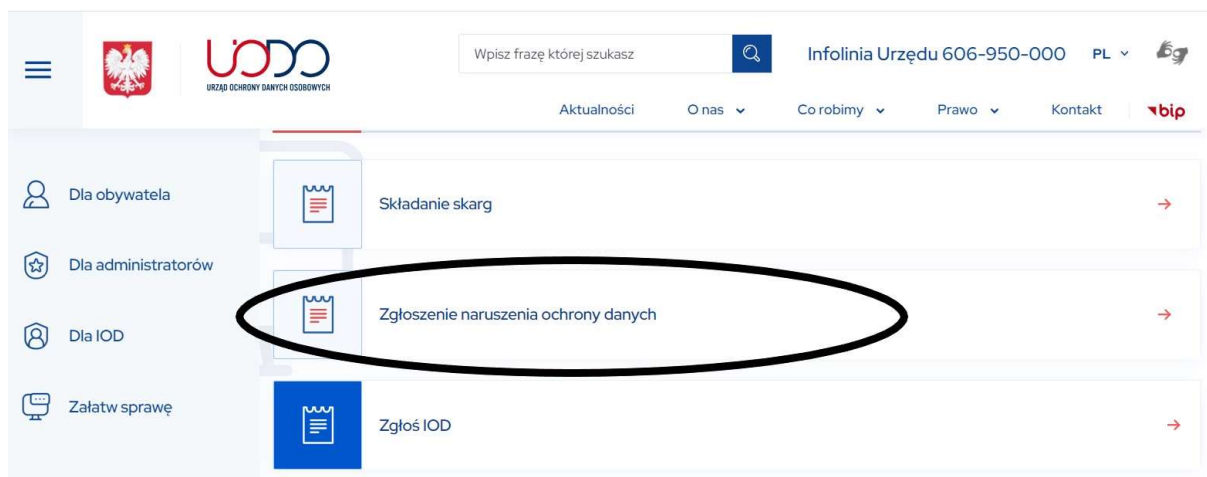 UODO
URZĄD OCHRONY DANYCH OSOBOWYCH
Wpisz frazę której szukasz
Infolinia Urzędu 606-950-000
PL
Aktualności
O nas
Co robimy
Prawo
Kontakt
bip
Dla obywatela
Dla administratorów
Dla IOD
Załatw sprawę
Składanie skarg
Zgłoszenie naruszenia ochrony danych
Zgłoś IOD